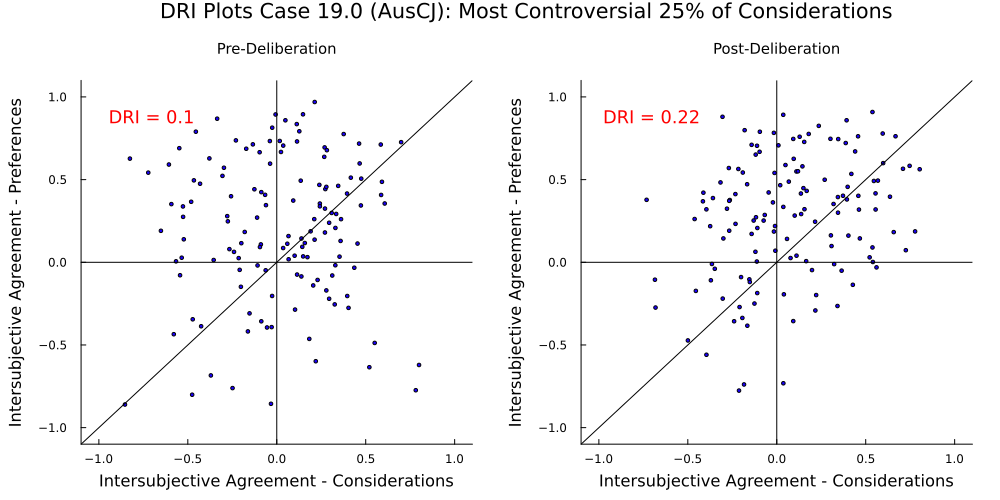 DRI Plots Case 19.0 (AusCJ): Most Controversial 25% of Considerations
Pre-Deliberation
DRI = 0.1
1.0
0.5
0.0
−0.5
−1.0
−1.0
−0.5
0.0
0.5
1.0
Intersubjective Agreement - Preferences
Intersubjective Agreement - Considerations
Post-Deliberation
DRI = 0.22
1.0
0.5
0.0
−0.5
−1.0
−1.0
−0.5
0.0
0.5
1.0
Intersubjective Agreement - Preferences
Intersubjective Agreement - Considerations